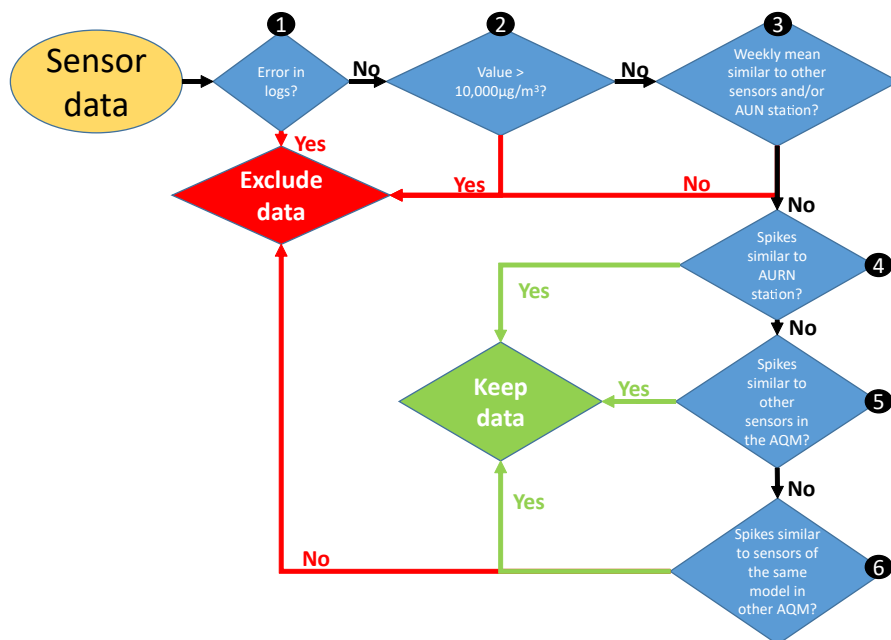 1
2
3
Sensor
data
Error in
logs?
No
Value >
10,000µg/m³?
No
Weekly mean
similar to other
sensors and/or
AUN station?
Yes
Exclude
data
Yes
No
No
Spikes
similar to
AURN
station?
4
Yes
No
Keep
data
Yes
Spikes
similar to
other
sensors in
the AQM?
5
No
Yes
No
Spikes similar
to sensors of
the same
model in
other AQM?
6